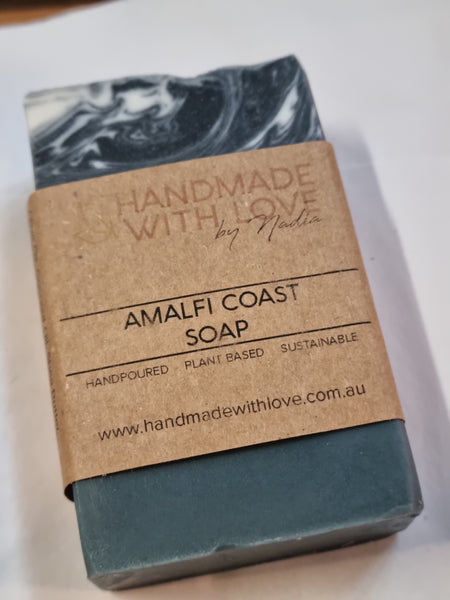 HANDMADE
WITH LOVE
by Nadia
AMALFI COAST
SOAP
HANDPOURED PLANT BASED SUSTAINABLE
www.handmadewithlove.com.au